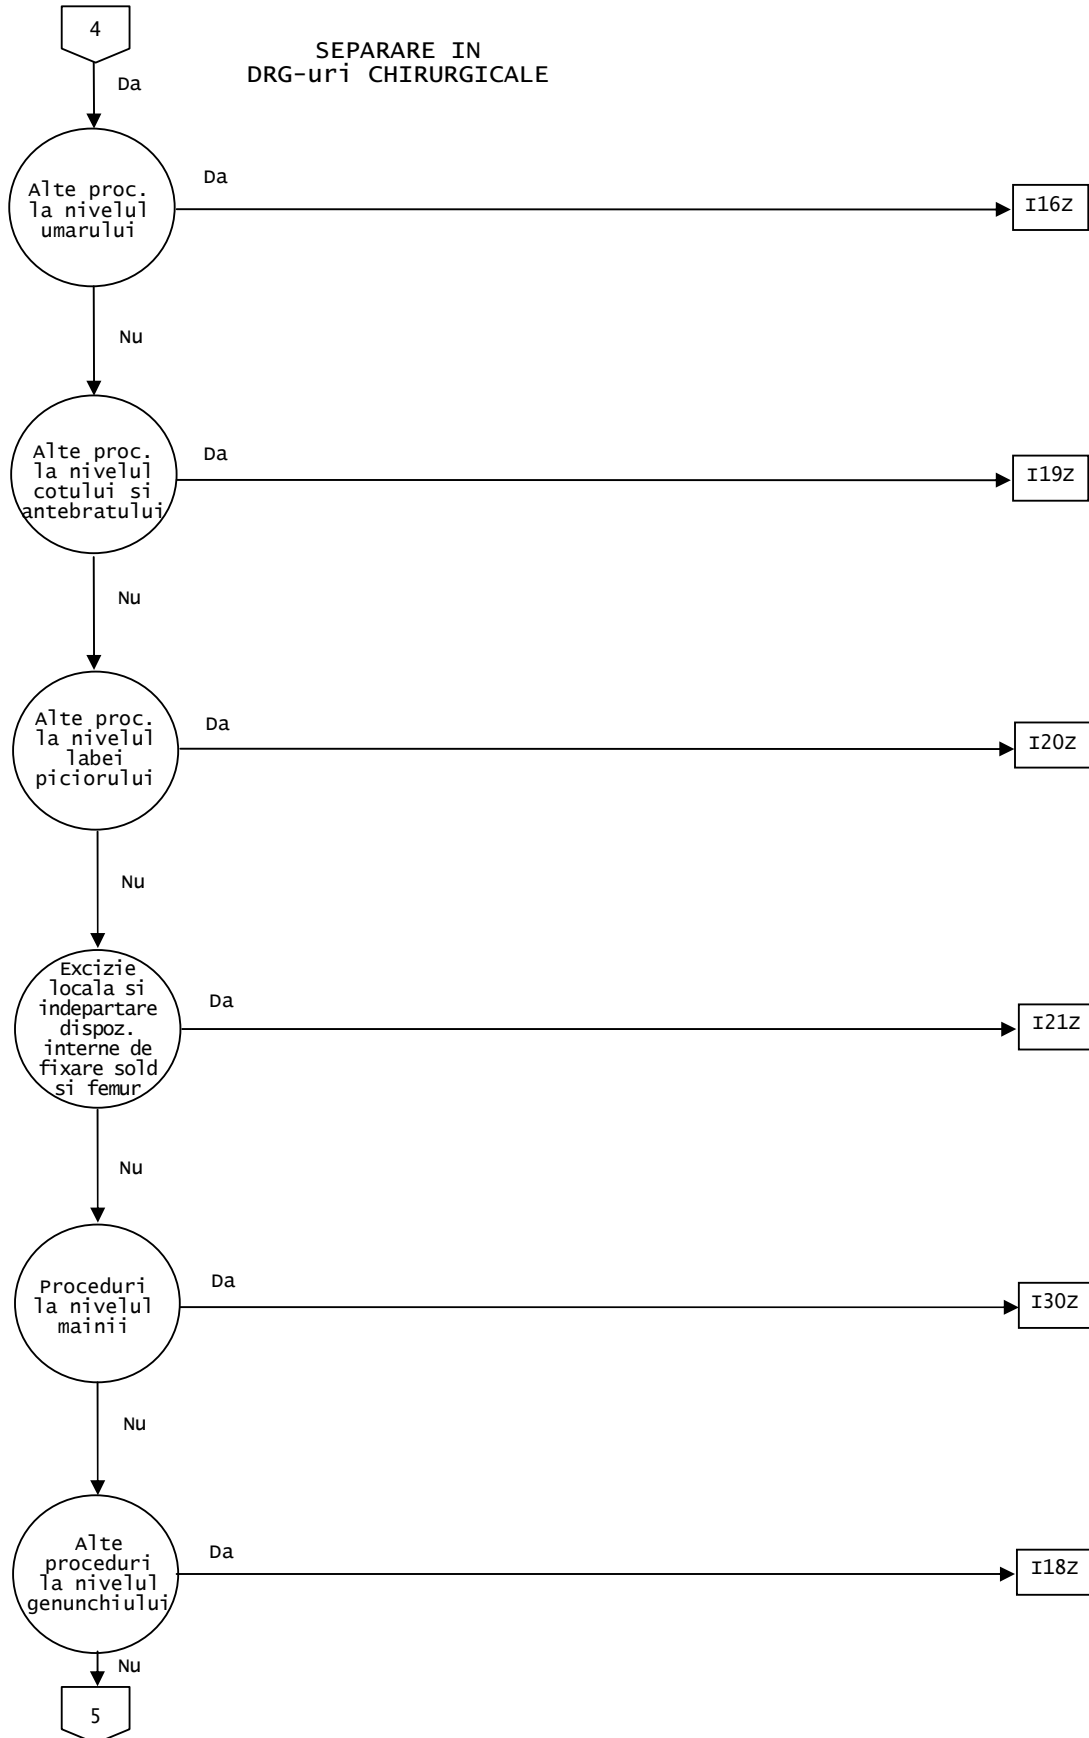 4
SEPARARE IN
DRG-uri CHIRURGICALE
Da
Alte proc.
la nivelul
umarului
Da
I16Z
Nu
Alte proc.
la nivelul
cotului si
antebratului
Da
I19Z
Nu
Alte proc.
la nivelul
labei
piciorului
Da
I20Z
Nu
Excizie
locala si
indepartare
dispoz.
interne de
fixare sold
si femur
Da
I21Z
Nu
Proceduri
la nivelul
mainii
Da
I30Z
Nu
Alte
proceduri
la nivelul
genunchiului
Da
I18Z
Nu
5